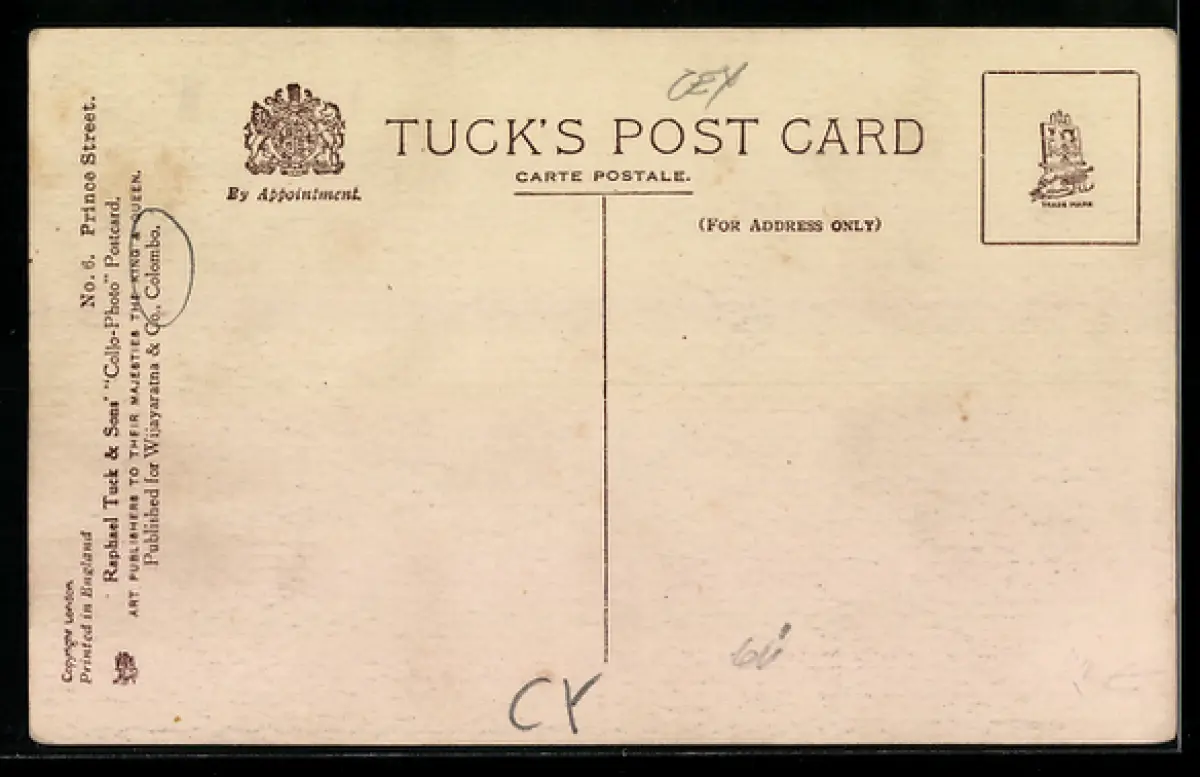 TUCK'S POST CARD
CARTE POSTALE.
By Appointment.
(FOR ADDRESS ONLY)
TRADE MARK
No. 6. Prince Street.
Raphael Tuck & Sons' "Collo-Photo" Postcard.
ART PUBLISHERS TO THEIR MAJESTIES THE KING & QUEEN.
Published for Wijayaratna & Co., Colombo.
Copyright London
Printed in England
CEY
CY